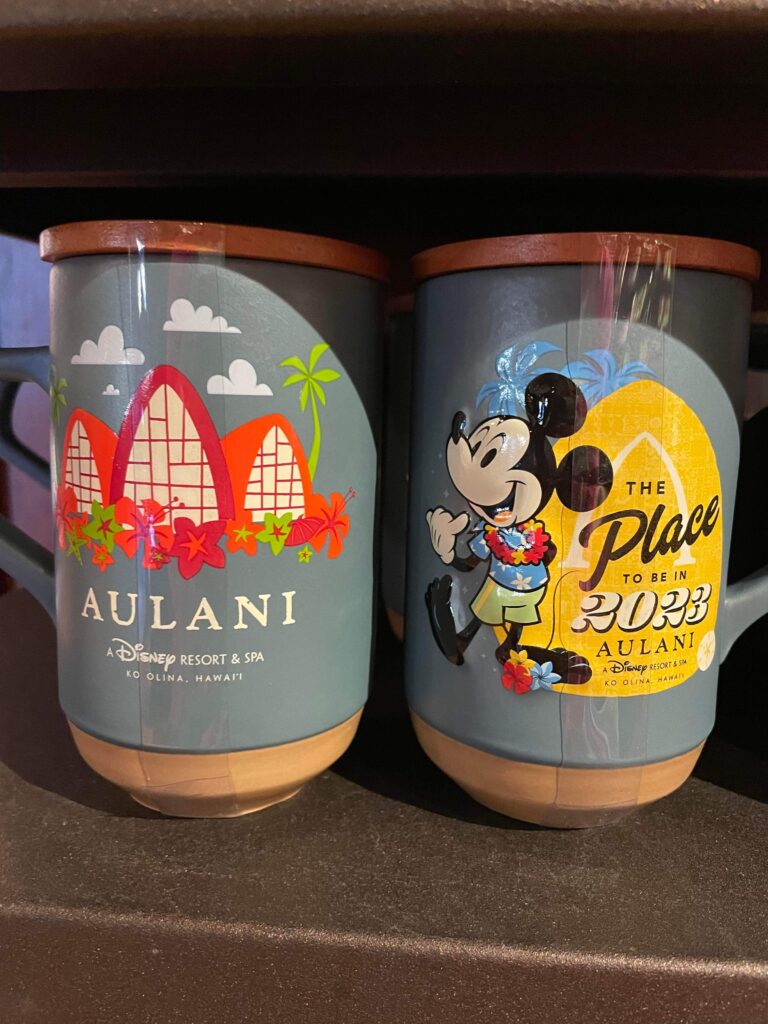 AULANI
A Disney RESORT & SPA
KO OLINA, HAWAI'I
THE
Place
TO BE IN
2023
AULANI
A Disney RESORT & SPA
KO OLINA, HAWAI'I